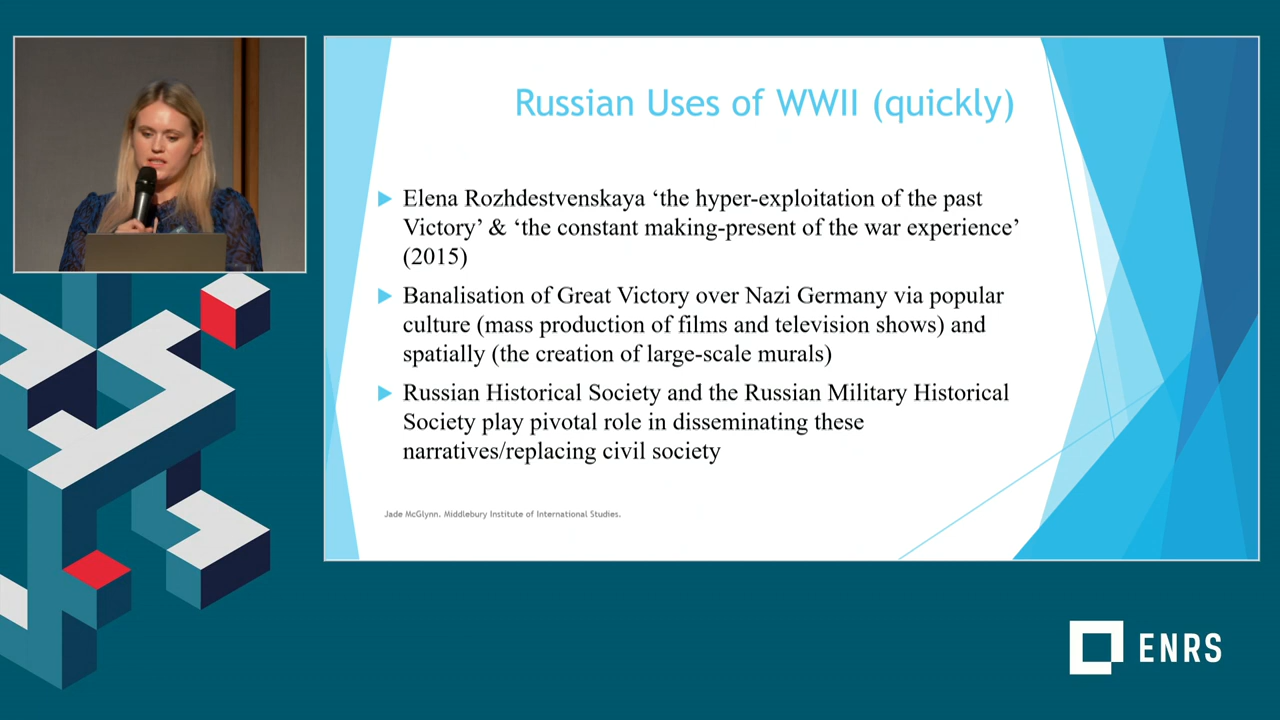 Russian Uses of WWII (quickly)
Elena Rozhdestvenskaya ‘the hyper-exploitation of the past
Victory’ & ‘the constant making-present of the war experience’
(2015)
Banalisation of Great Victory over Nazi Germany via popular
culture (mass production of films and television shows) and
spatially (the creation of large-scale murals)
Russian Historical Society and the Russian Military Historical
Society play pivotal role in disseminating these
narratives/replacing civil society
Jade McGlynn. Middlebury Institute of International Studies.
ENRS